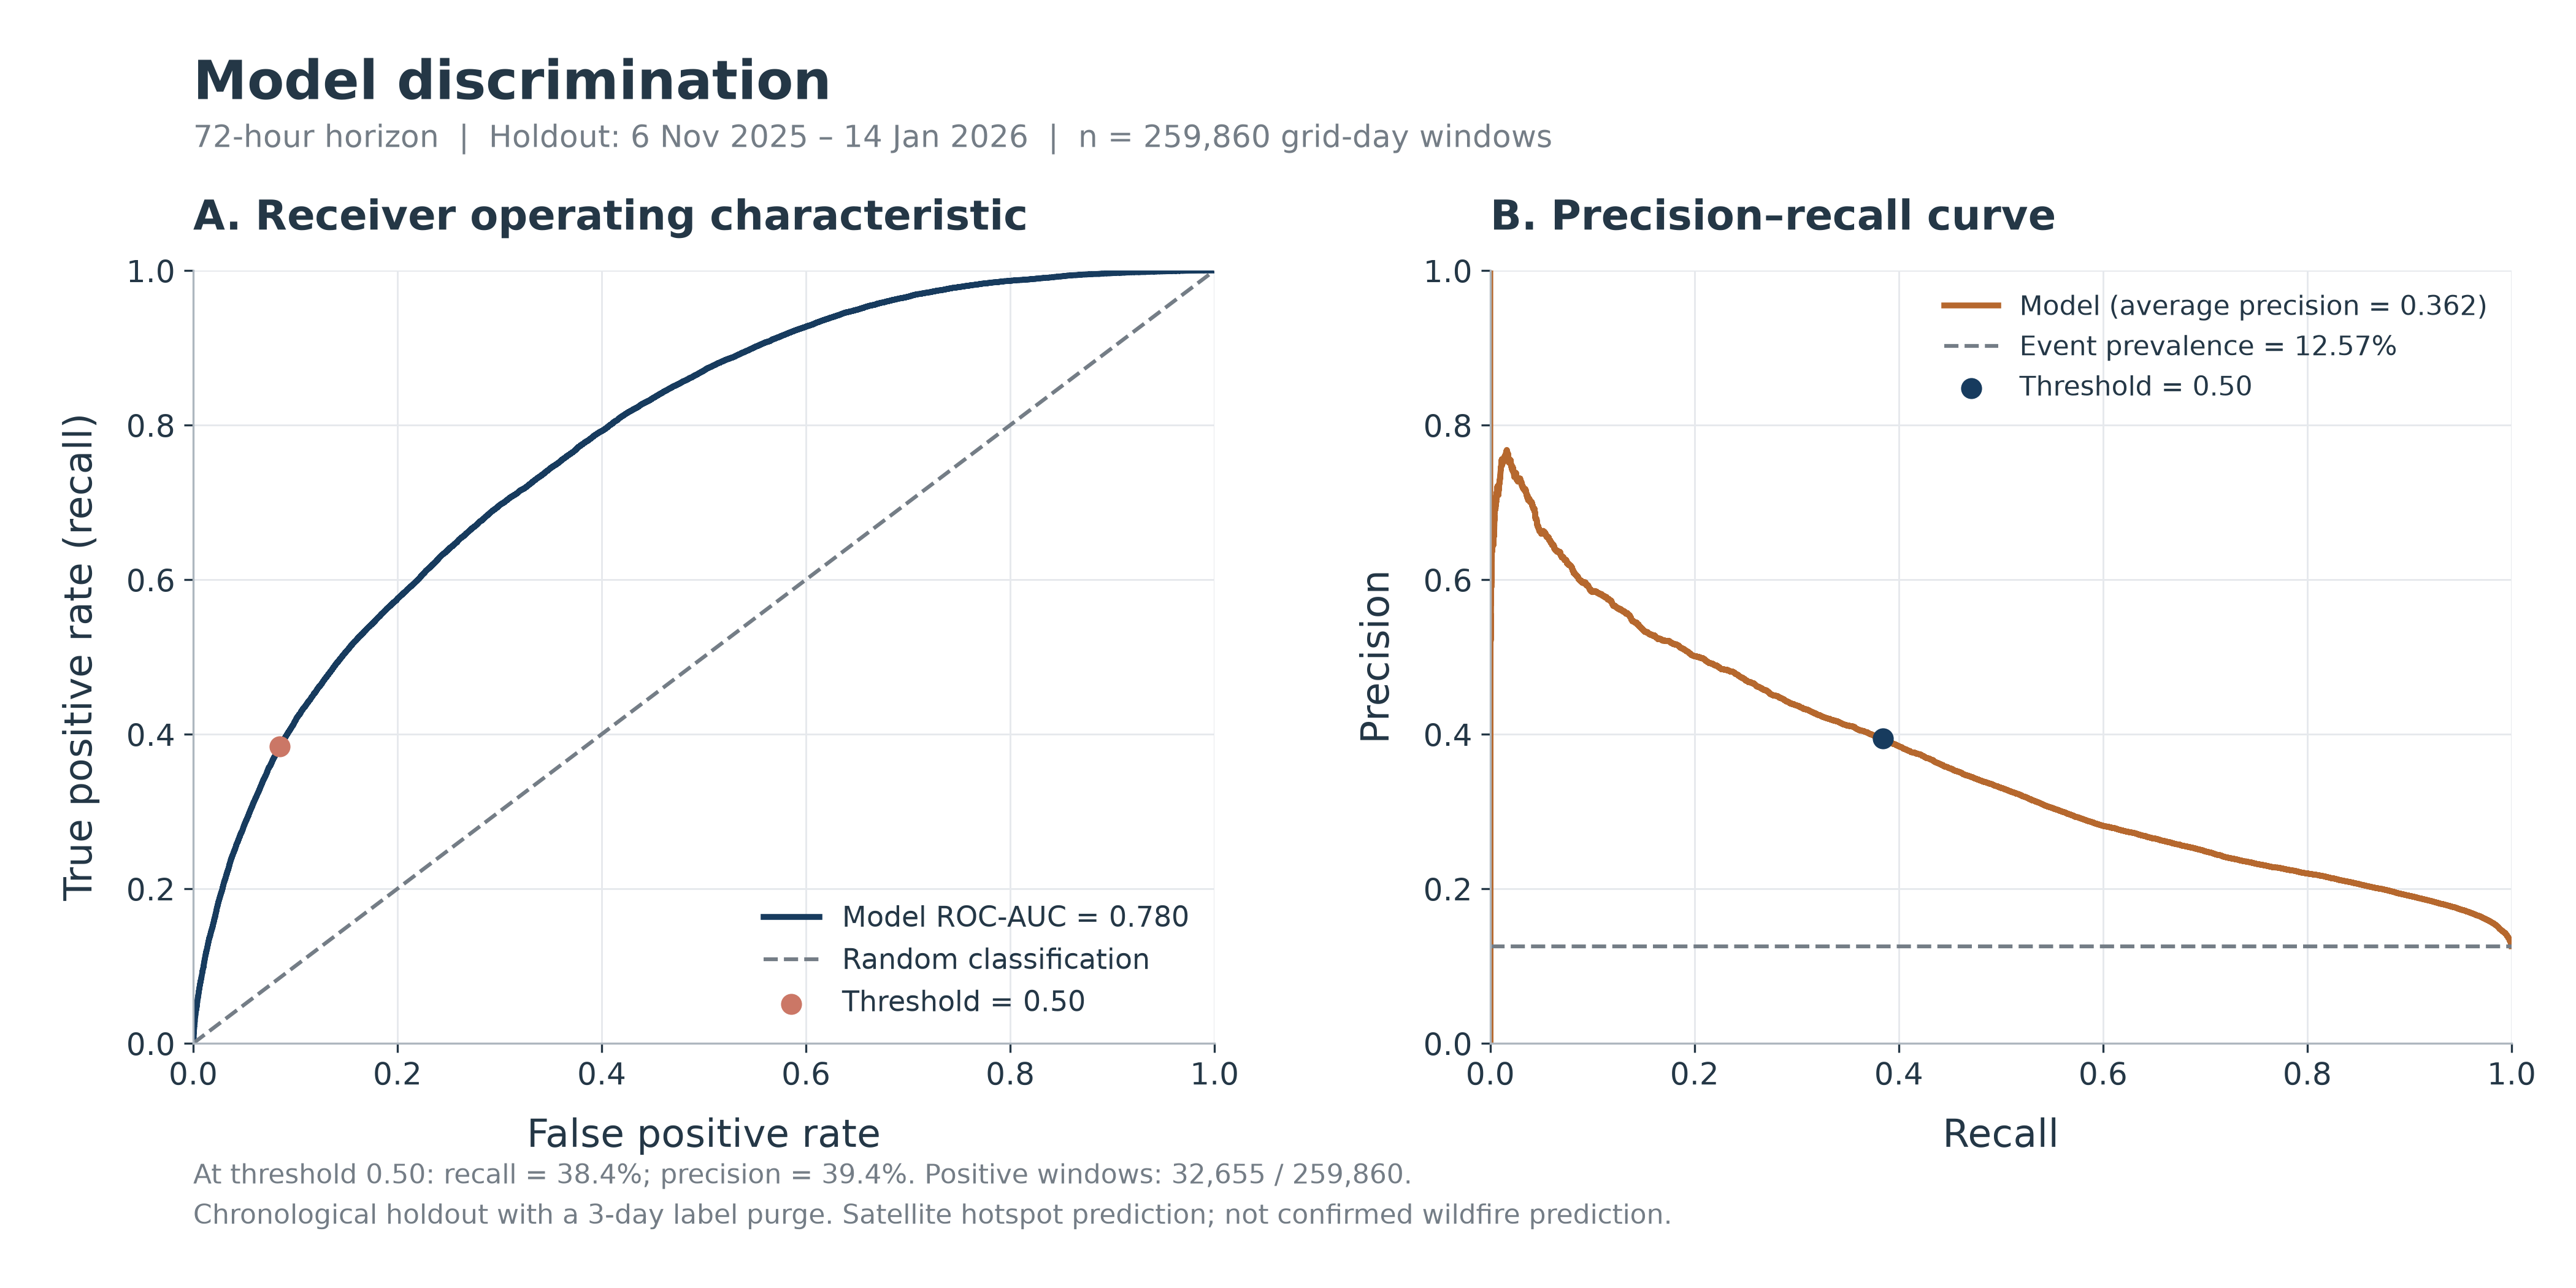 Model discrimination
72-hour horizon | Holdout: 6 Nov 2025 – 14 Jan 2026 | n = 259,860 grid-day windows
A. Receiver operating characteristic
1.0
0.8
0.6
0.4
0.2
0.0
True positive rate (recall)
Model ROC-AUC = 0.780
Random classification
Threshold = 0.50
0.0 0.2 0.4 0.6 0.8 1.0
False positive rate
B. Precision–recall curve
1.0
0.8
0.6
0.4
0.2
0.0
Precision
Model (average precision = 0.362)
Event prevalence = 12.57%
Threshold = 0.50
0.0 0.2 0.4 0.6 0.8 1.0
Recall
At threshold 0.50: recall = 38.4%; precision = 39.4%. Positive windows: 32,655 / 259,860.
Chronological holdout with a 3-day label purge. Satellite hotspot prediction; not confirmed wildfire prediction.